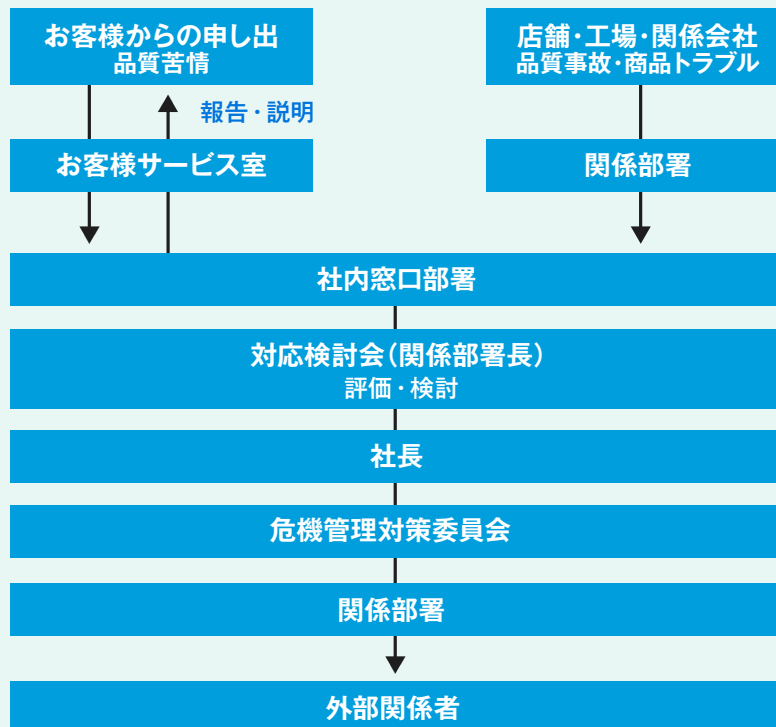 お客様からの申し出
品質苦情
店舗・工場・関係会社
品質事故・商品トラブル
報告・説明
お客様サービス室
関係部署
社内窓口部署
対応検討会（関係部署長）
評価・検討
社長
危機管理対策委員会
関係部署
外部関係者